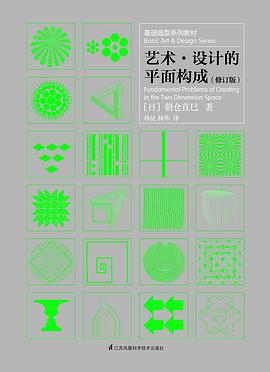 基础造型系列教材
Basic Art & Design Series
艺术·设计的
平面构成(修订版)
Fundamental Problems of Creating
in the Two Dimension Space
[日] 朝仓直巳 著
林征 林华 译
江苏凤凰科学技术出版社